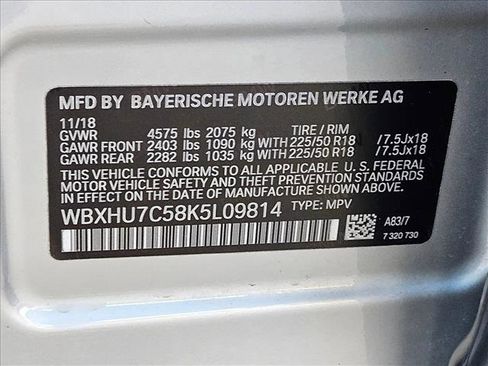 MFD BY BAYERISCHE MOTOREN WERKE AG
11/18
GVWR 4575 lbs 2075 kg TIRE / RIM
GAWR FRONT 2403 lbs 1090 kg WITH 225/50 R18 /7.5Jx18
GAWR REAR 2282 lbs 1035 kg WITH 225/50 R18 /7.5Jx18
THIS VEHICLE CONFORMS TO ALL APPLICABLE U. S. FEDERAL
MOTOR VEHICLE SAFETY AND THEFT PREVENTION STANDARDS
IN EFFECT ON THE DATE OF MANUFACTURE SHOWN ABOVE.
WBXHU7C58K5L09814 TYPE: MPV
A83/7
7 320 730